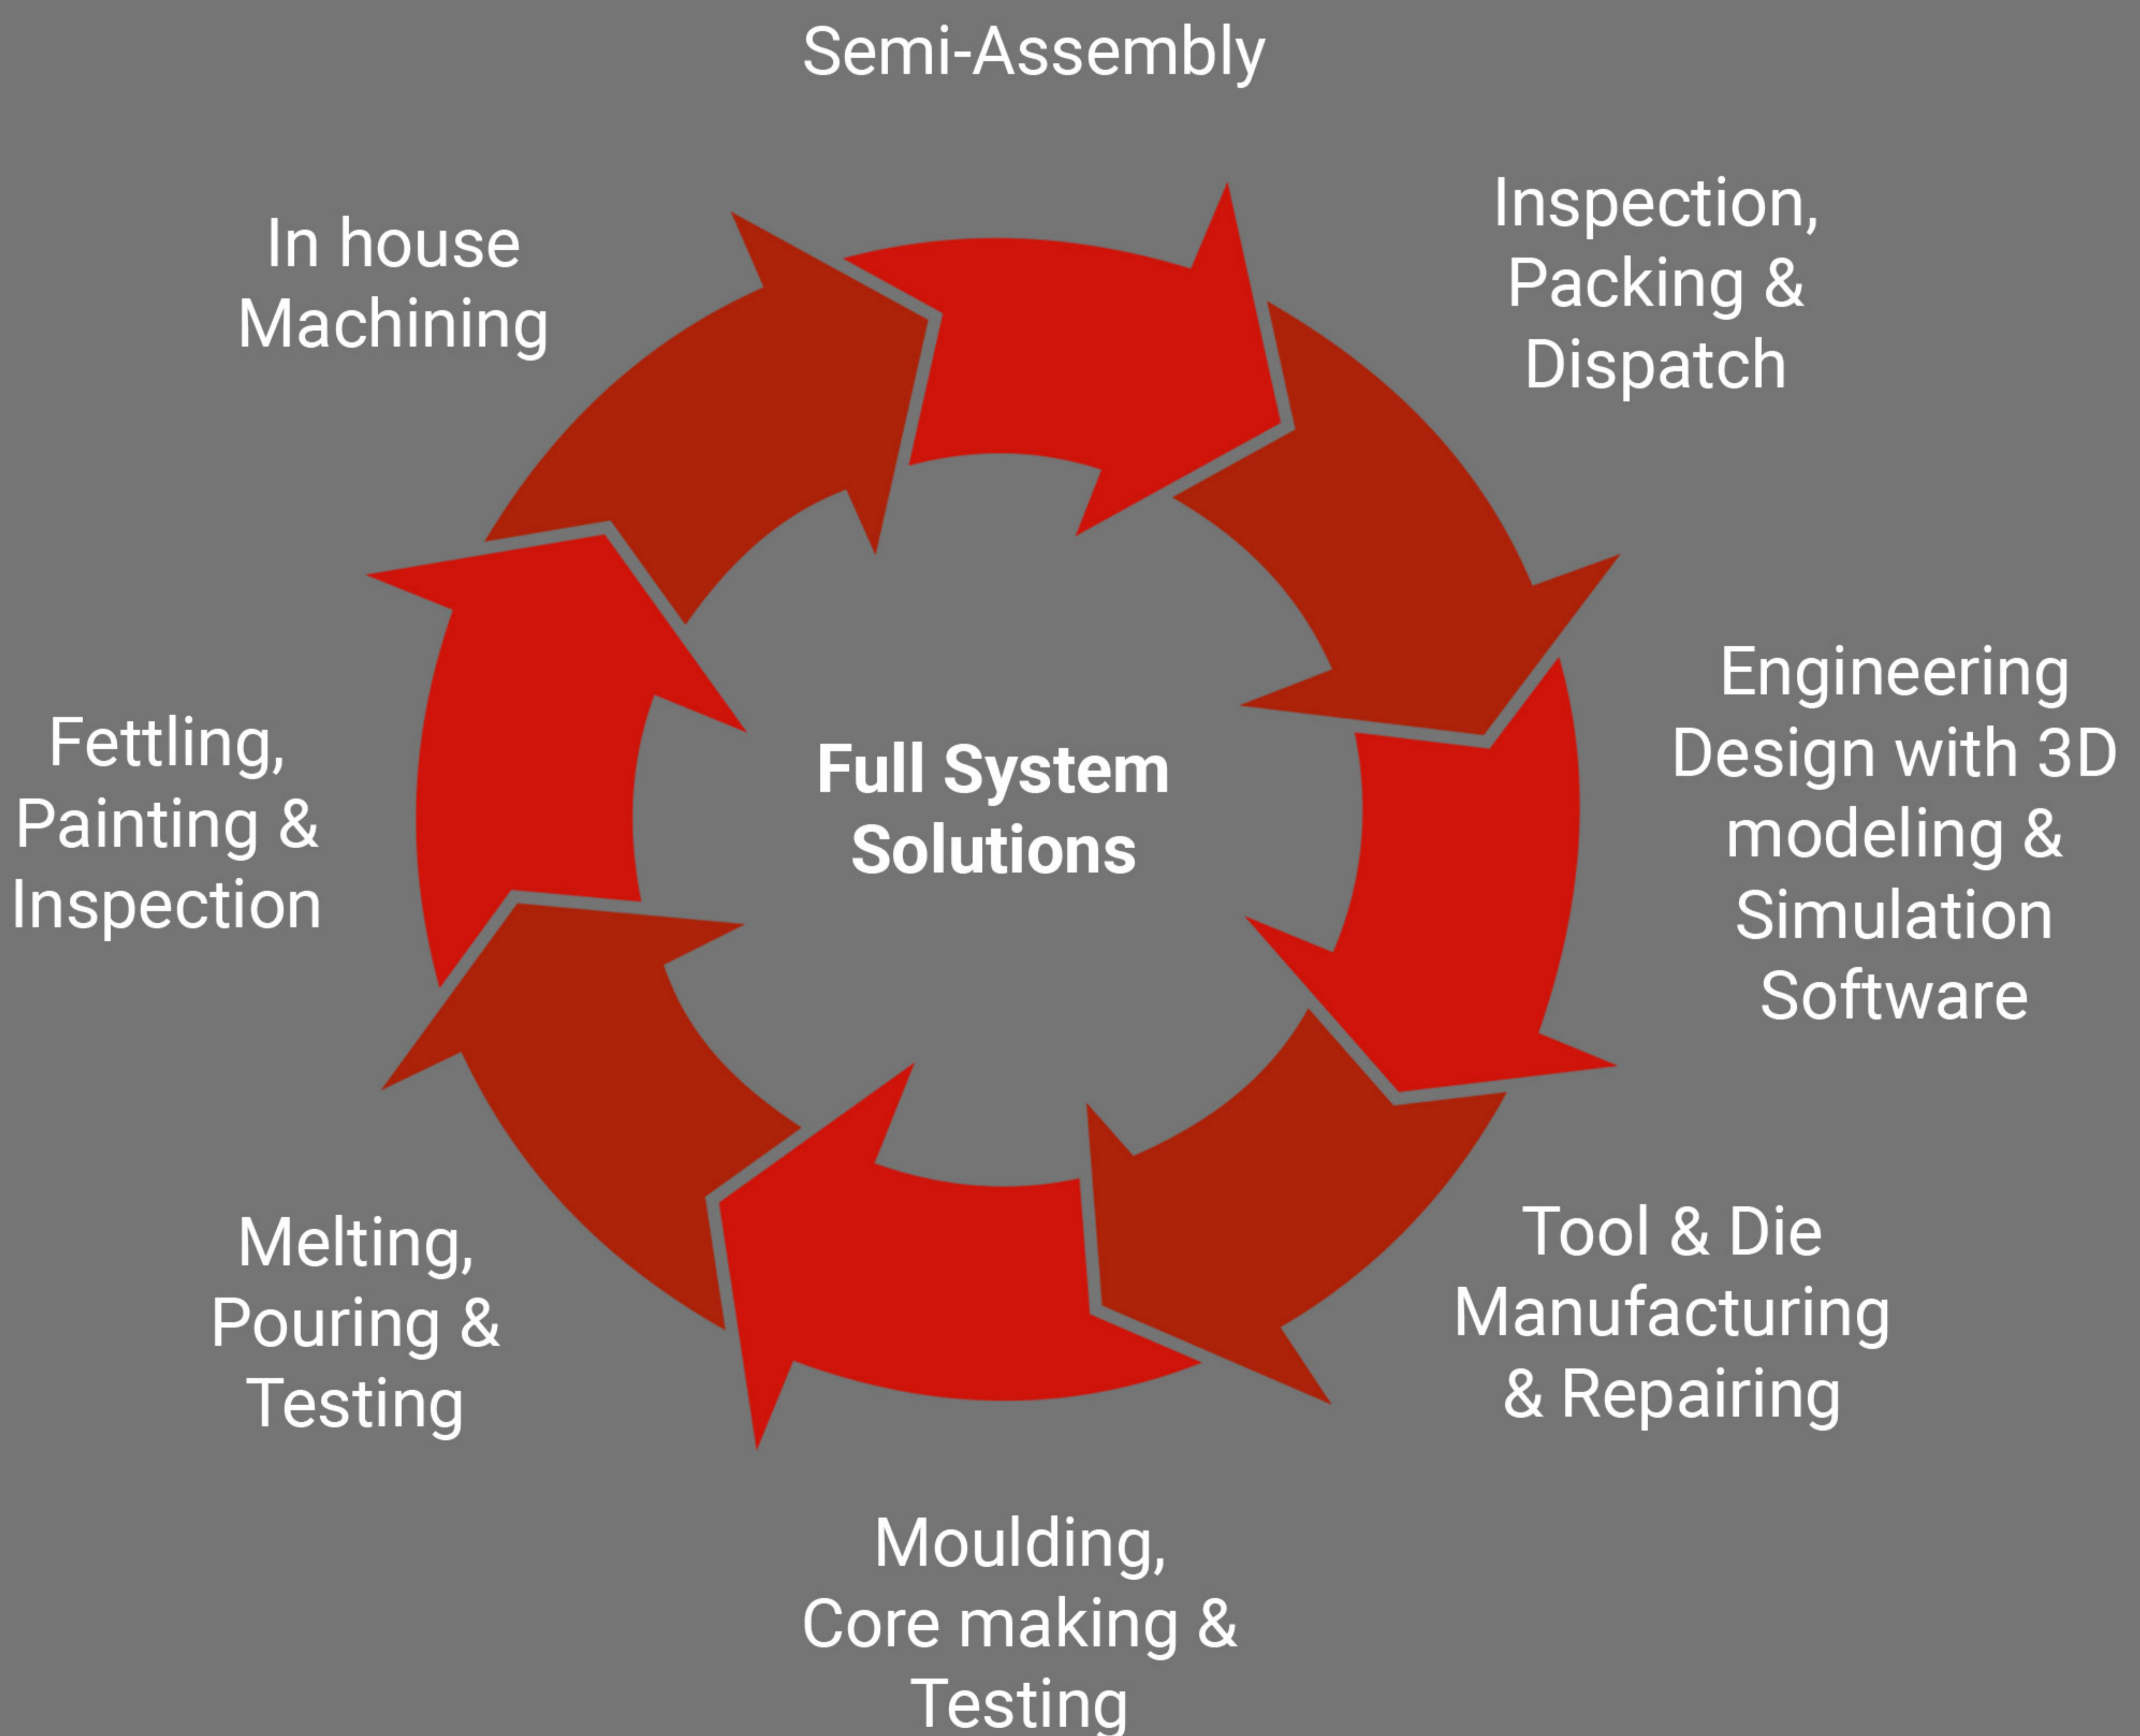 Semi-Assembly
Inspection,
Packing &
Dispatch
Engineering
Design with 3D
modeling &
Simulation
Software
Tool & Die
Manufacturing
& Repairing
Moulding,
Core making &
Testing
Melting,
Pouring &
Testing
Fettling,
Painting &
Inspection
In house
Machining
Full System
Solutions